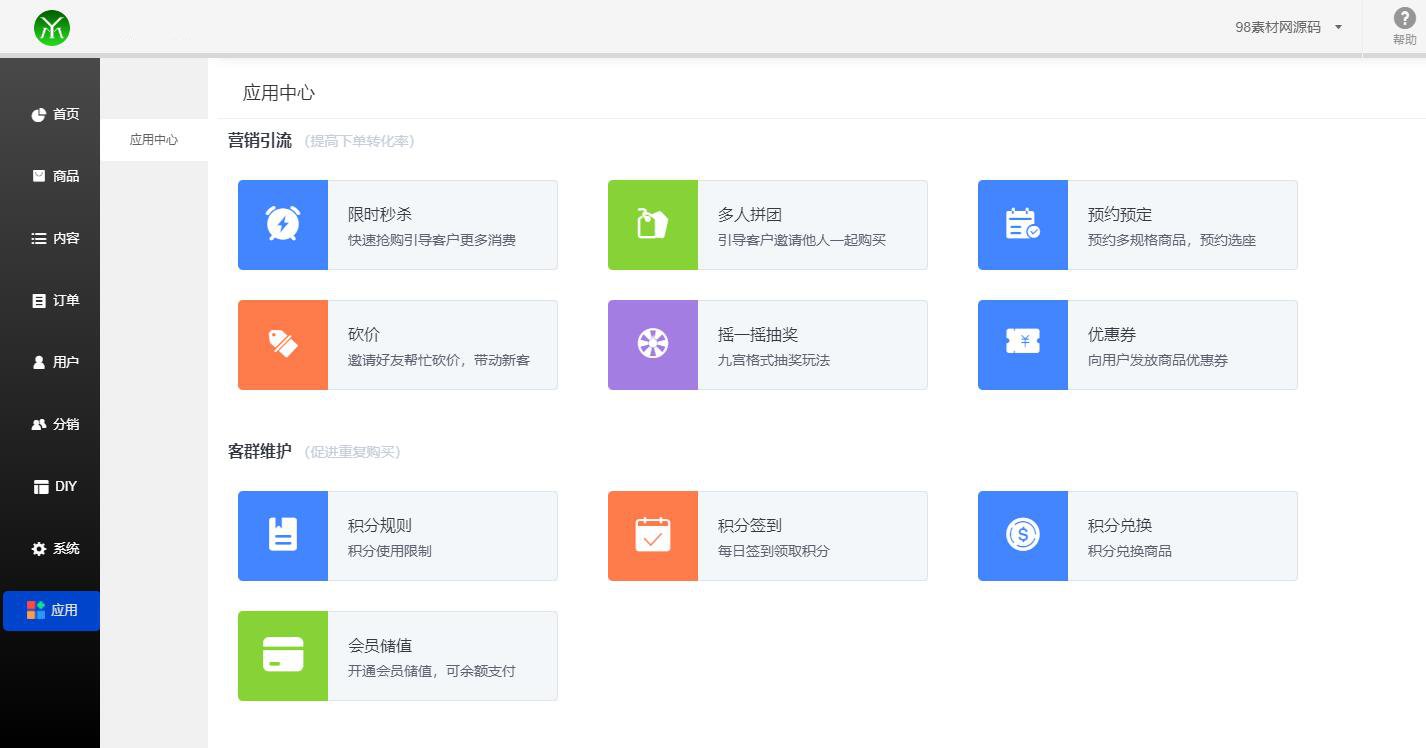 98素材网源码
帮助
首页
商品
内容
订单
用户
分销
DIY
系统
应用
应用中心
应用中心
营销引流 (提高下单转化率)
限时秒杀
快速抢购引导客户更多消费
多人拼团
引导客户邀请他人一起购买
预约预定
预约多规格商品，预约选座
砍价
邀请好友帮忙砍价，带动新客
摇一摇抽奖
九宫格式抽奖玩法
优惠券
向用户发放商品优惠券
客群维护 (促进重复购买)
积分规则
积分使用限制
积分签到
每日签到领取积分
积分兑换
积分兑换商品
会员储值
开通会员储值，可余额支付